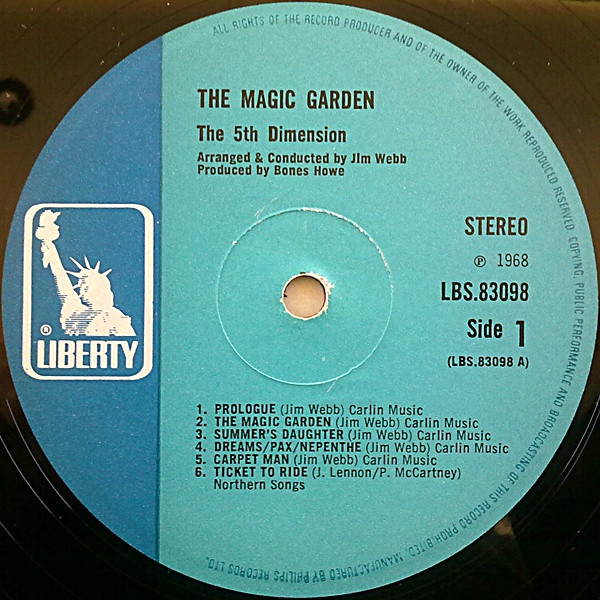 ALL RIGHTS OF THE RECORD PRODUCER AND OF THE OWNER OF THE WORK REPRODUCED RESERVED. COPYING, PUBLIC PERFORMANCE AND BROADCASTING OF THIS RECORD PROHIBITED, MANUFACTURED BY PHILIPS RECORDS LTD.
THE MAGIC GARDEN
The 5th Dimension
Arranged & Conducted by JIm Webb
Produced by Bones Howe
STEREO
℗ 1968
LBS.83098
Side 1
(LBS.83098 A)
® LIBERTY
1. PROLOGUE (Jim Webb) Carlin Music
2. THE MAGIC GARDEN (Jim Webb) Carlin Music
3. SUMMER'S DAUGHTER (Jim Webb) Carlin Music
4. DREAMS/PAX/NEPENTHE (Jim Webb) Carlin Music
5. CARPET MAN (Jim Webb) Carlin Music
6. TICKET TO RIDE (J. Lennon/P. McCartney)
Northern Songs